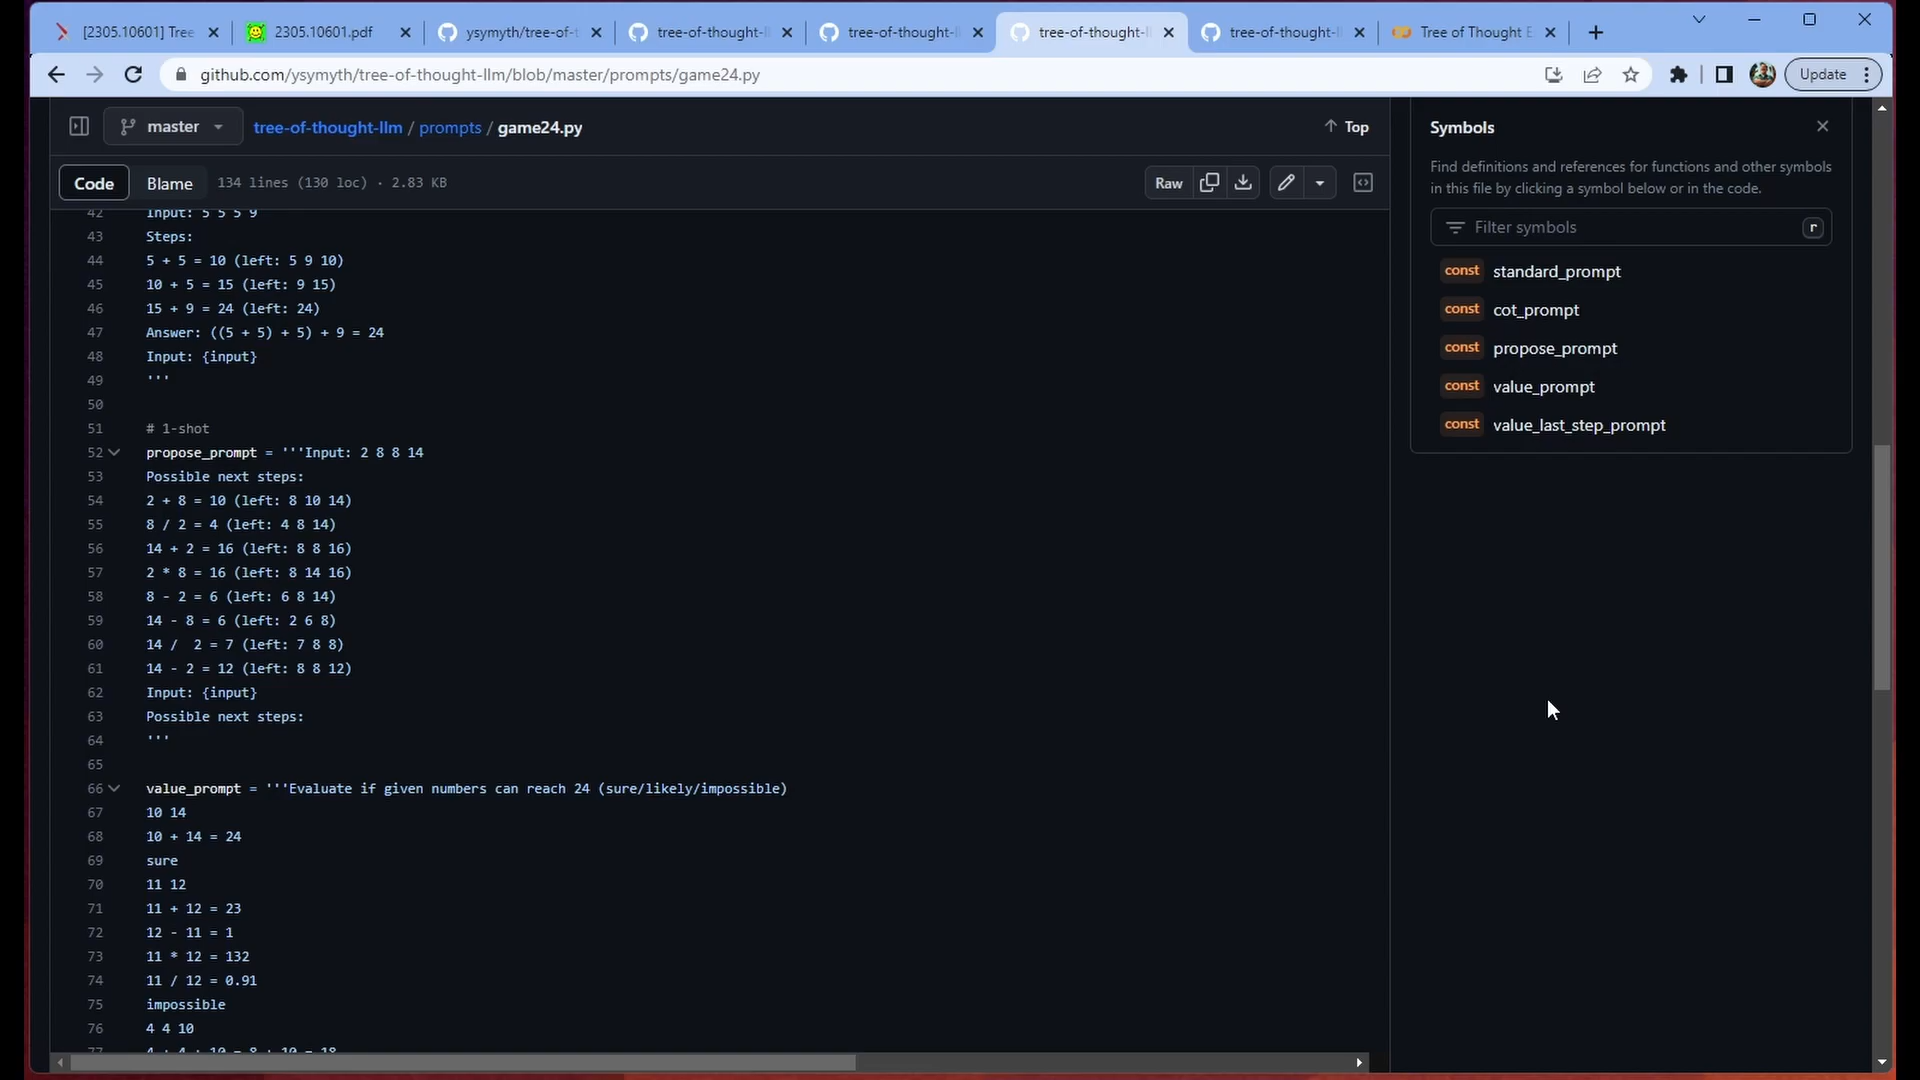 [2305.10601] Tree
2305.10601.pdf
ysymyth/tree-of-t
tree-of-thought-l
tree-of-thought-l
tree-of-thought-l
tree-of-thought-l
Tree of Thought E
github.com/ysymyth/tree-of-thought-llm/blob/master/prompts/game24.py
Update
master
tree-of-thought-llm / prompts / game24.py
Top
Code
Blame
134 lines (130 loc) · 2.83 KB
Raw
42 Input: 5 5 5 9
43 Steps:
44 5 + 5 = 10 (left: 5 9 10)
45 10 + 5 = 15 (left: 9 15)
46 15 + 9 = 24 (left: 24)
47 Answer: ((5 + 5) + 5) + 9 = 24
48 Input: {input}
49 '''
50
51 # 1-shot
52 propose_prompt = '''Input: 2 8 8 14
53 Possible next steps:
54 2 + 8 = 10 (left: 8 10 14)
55 8 / 2 = 4 (left: 4 8 14)
56 14 + 2 = 16 (left: 8 8 16)
57 2 * 8 = 16 (left: 8 14 16)
58 8 - 2 = 6 (left: 6 8 14)
59 14 - 8 = 6 (left: 2 6 8)
60 14 /  2 = 7 (left: 7 8 8)
61 14 - 2 = 12 (left: 8 8 12)
62 Input: {input}
63 Possible next steps:
64 '''
65
66 value_prompt = '''Evaluate if given numbers can reach 24 (sure/likely/impossible)
67 10 14
68 10 + 14 = 24
69 sure
70 11 12
71 11 + 12 = 23
72 12 - 11 = 1
73 11 * 12 = 132
74 11 / 12 = 0.91
75 impossible
76 4 4 10
77 4 + 4 + 10 = 8 + 10 = 18
Symbols
Find definitions and references for functions and other symbols
in this file by clicking a symbol below or in the code.
Filter symbols
r
const standard_prompt
const cot_prompt
const propose_prompt
const value_prompt
const value_last_step_prompt